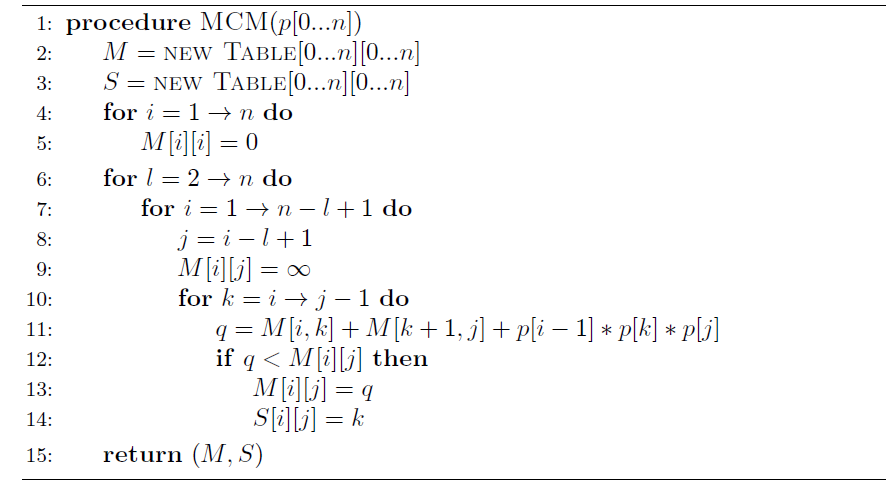 1: procedure MCM(p[0...n])
2: M = NEW TABLE[0...n][0...n]
3: S = NEW TABLE[0...n][0...n]
4: for i = 1 → n do
5: M[i][i] = 0
6: for l = 2 → n do
7: for i = 1 → n − l + 1 do
8: j = i − l + 1
9: M[i][j] = ∞
10: for k = i → j − 1 do
11: q = M[i, k] + M[k + 1, j] + p[i − 1] ∗ p[k] ∗ p[j]
12: if q < M[i][j] then
13: M[i][j] = q
14: S[i][j] = k
15: return (M, S)